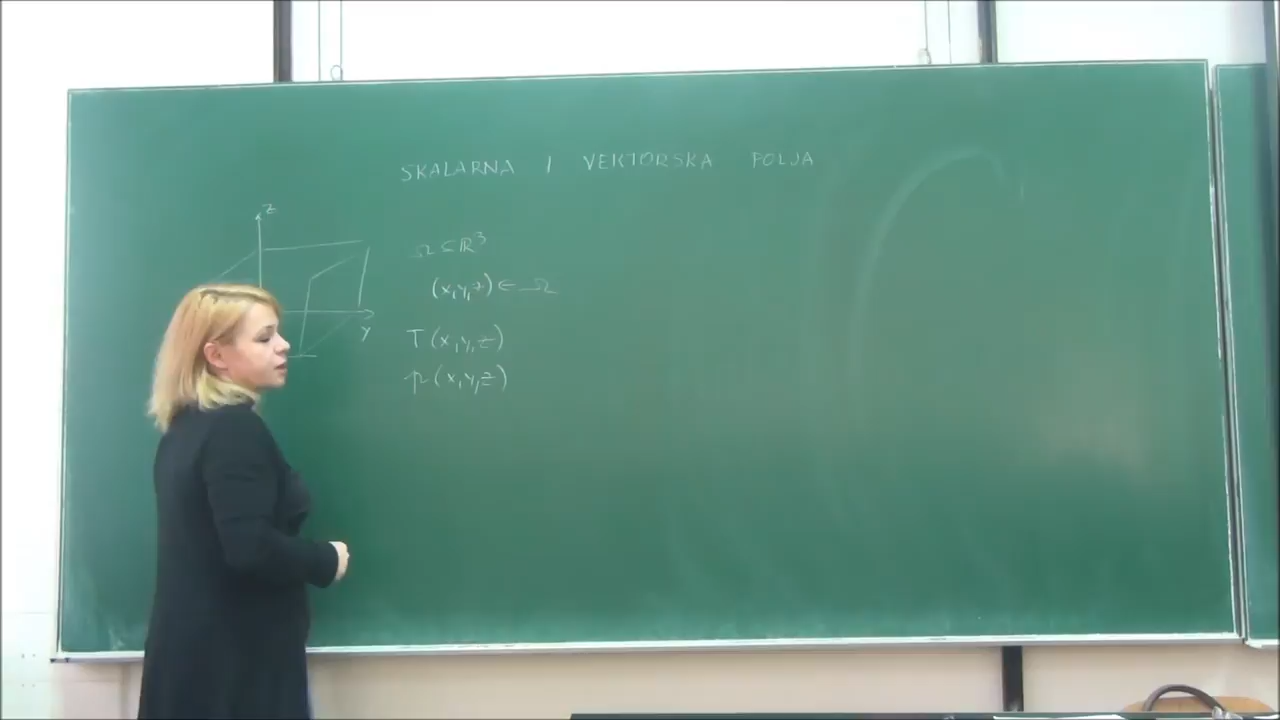 SKALARNA I VEKTORSKA POLJA
z
y
Ω ⊆ ℝ³
(x,y,z) ∈ Ω
T(x,y,z)
p(x,y,z)